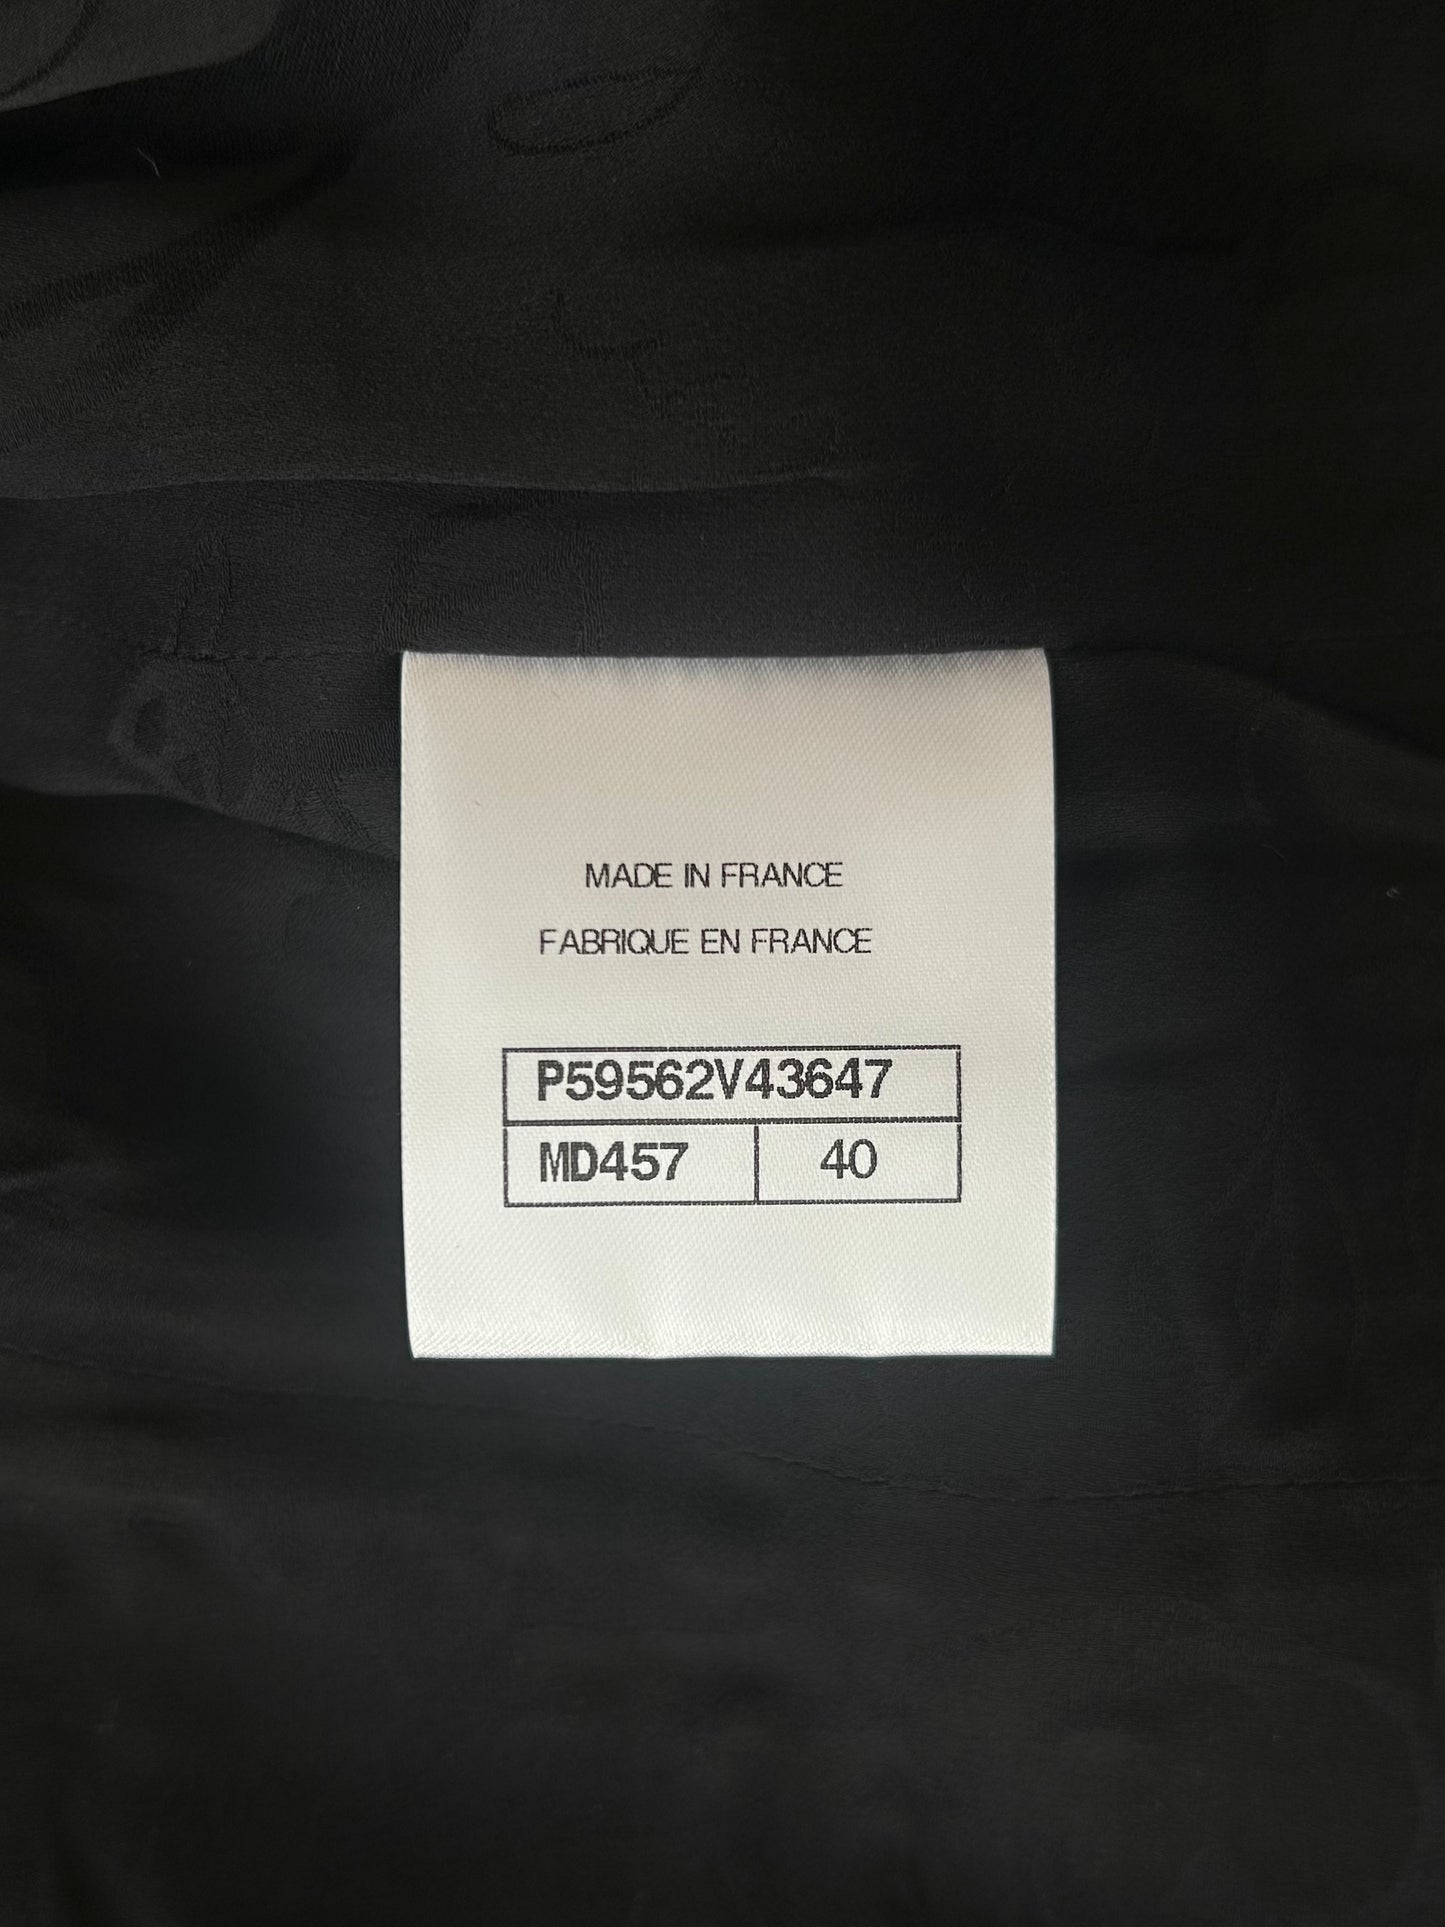 MADE IN FRANCE
FABRIQUE EN FRANCE
P59562V43647
MD457 40